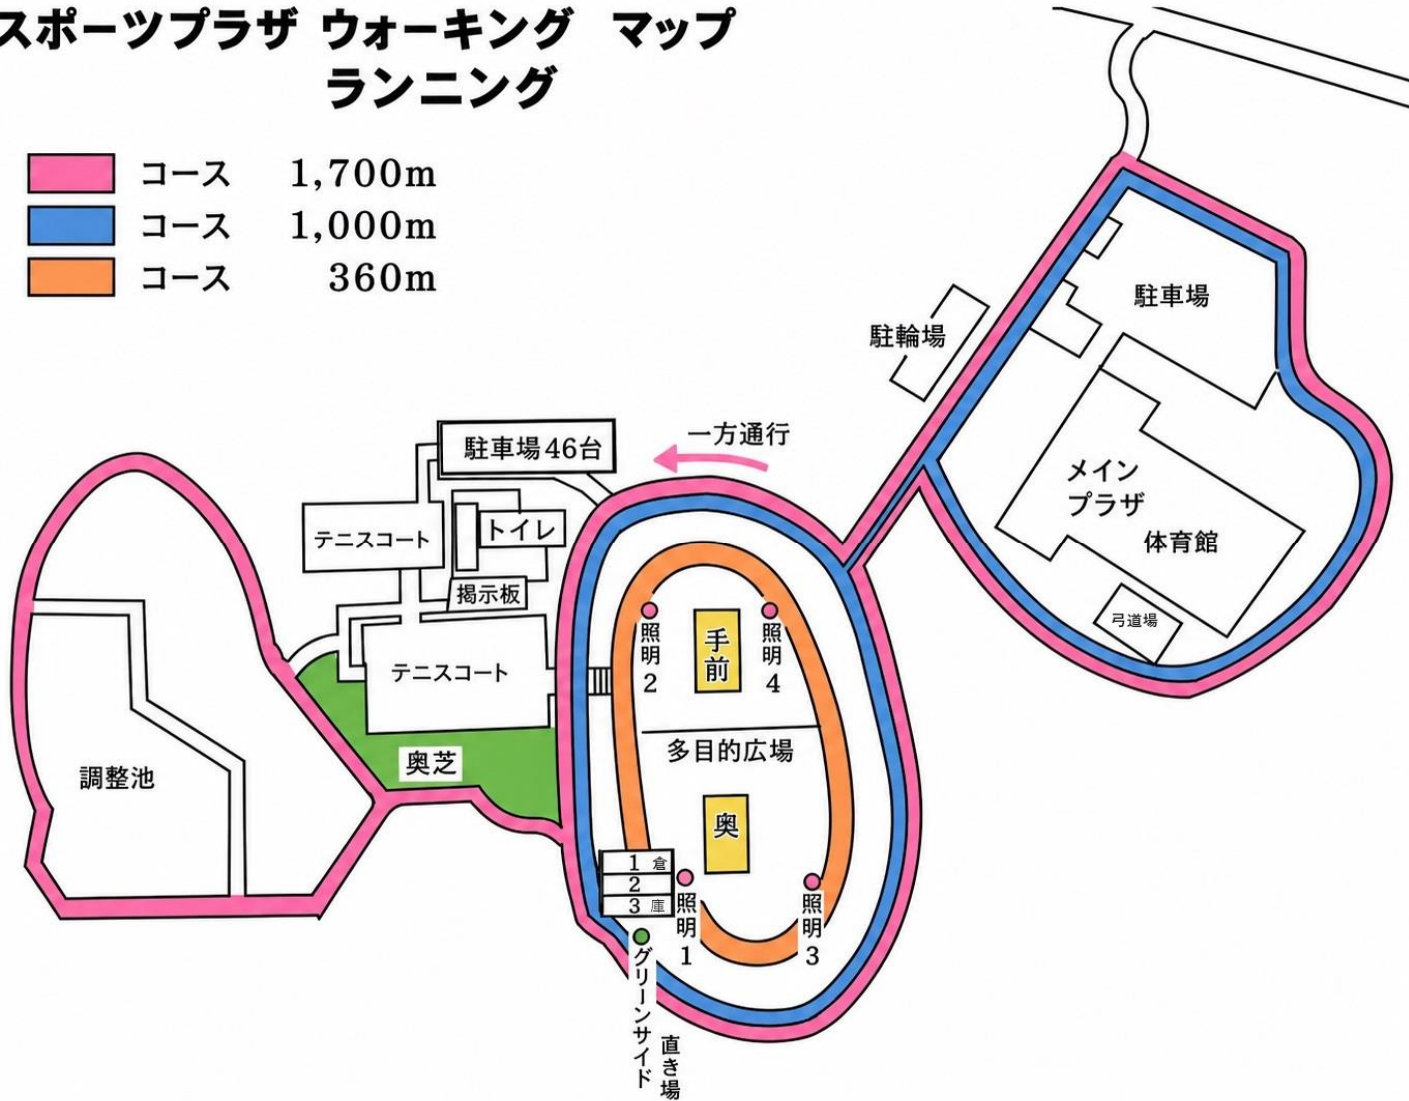 スポーツプラザ ウォーキング マップ
ランニング
コース 1,700m
コース 1,000m
コース 360m
駐車場
駐輪場
一方通行
駐車場46台
メイン
プラザ
体育館
テニスコート
トイレ
掲示板
弓道場
照明2
手前
照明4
テニスコート
多目的広場
奥芝
調整池
奥
1 倉
2
3 庫
照明1
照明3
グリーンサイド
直き場